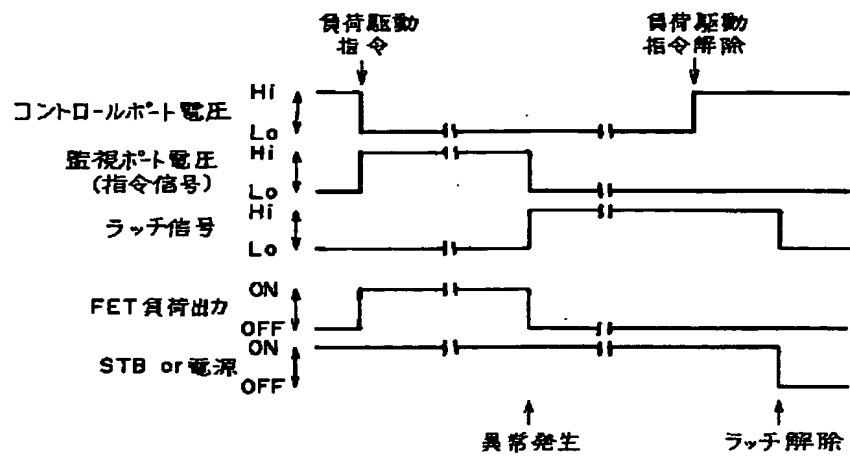 負荷駆動
指令
負荷駆動
指令解除
コントロールポート電圧
Hi
Lo
監視ポート電圧
(指令信号)
Hi
Lo
ラッチ信号
Hi
Lo
FET負荷出力
ON
OFF
STB or電源
ON
OFF
異常発生
ラッチ解除